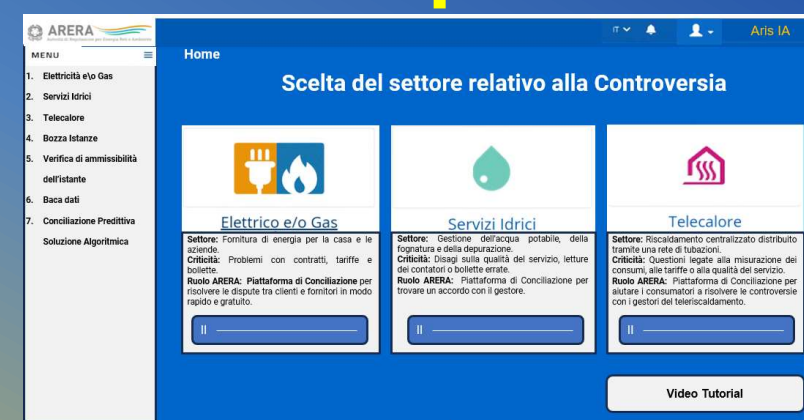 ARERA
IT
Aris IA
MENU
Home
1. Elettricità e\o Gas
2. Servizi Idrici
3. Telecalore
4. Bozza Istanze
5. Verifica di ammissibilità
dell'istante
6. Baca dati
7. Conciliazione Predittiva
Soluzione Algoritmica
Scelta del settore relativo alla Controversia
Elettrico e/o Gas
Settore: Fornitura di energia per la casa e le
aziende.
Criticità: Problemi con contratti, tariffe e
bollette.
Ruolo ARERA: Piattaforma di Conciliazione per
risolvere le dispute tra clienti e fornitori in modo
rapido e gratuito.
Servizi Idrici
Settore: Gestione dell'acqua potabile, della
fognatura e della depurazione.
Criticità: Disagi sulla qualità del servizio, letture
dei contatori o bollette errate.
Ruolo ARERA: Piattaforma di Conciliazione per
trovare un accordo con il gestore.
Telecalore
Settore: Riscaldamento centralizzato distribuito
tramite una rete di tubazioni.
Criticità: Questioni legate alla misurazione dei
consumi, alle tariffe o alla qualità del servizio.
Ruolo ARERA: Piattaforma di Conciliazione per
aiutare i consumatori a risolvere le controversie
con i gestori del teleriscaldamento.
Video Tutorial